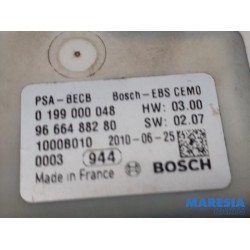 PSA-BECB Bosch-EBS CEM0
0 199 000 048 HW: 03.00
96 664 882 80 SW: 02.07
1000B010 2010-06-25
0003 944
Made in France BOSCH
MARESIA